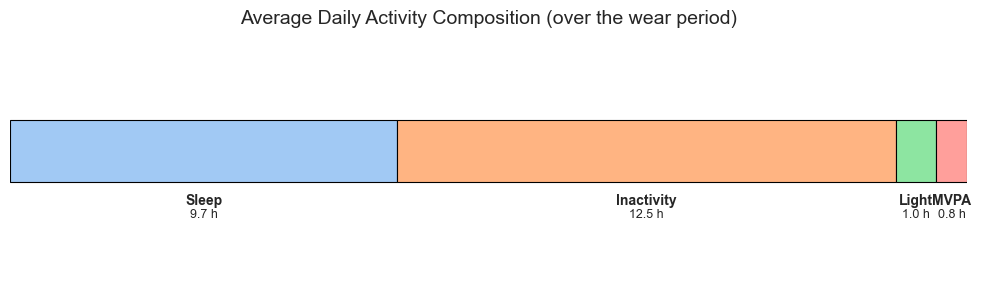 Average Daily Activity Composition (over the wear period)
Sleep
9.7 h
Inactivity
12.5 h
Light
1.0 h
MVPA
0.8 h